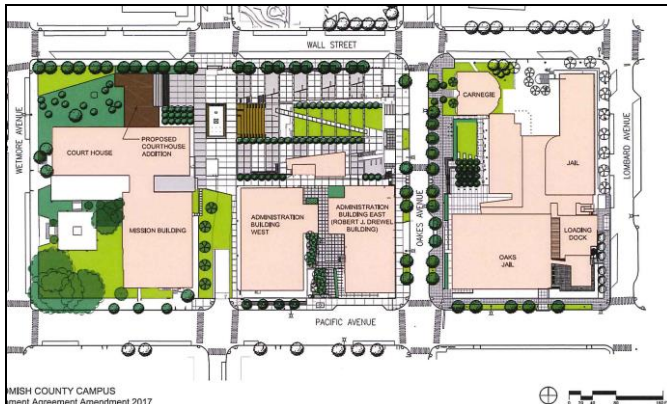 WALL STREET
WETMORE AVENUE
COURT HOUSE
PROPOSED
COURTHOUSE
ADDITION
MISSION BUILDING
ADMINISTRATION
BUILDING
WEST
ADMINISTRATION
BUILDING EAST
(ROBERT J. DREWEL
BUILDING)
OAKES AVENUE
CARNEGIE
JAIL
OAKS
JAIL
LOADING
DOCK
LOMBARD AVENUE
PACIFIC AVENUE
OMISH COUNTY CAMPUS
ment Agreement Amendment 2017